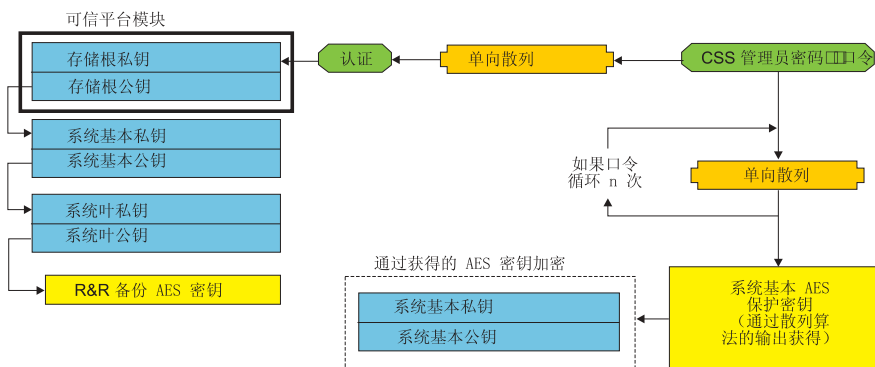 可信平台模块
存储根私钥
存储根公钥
认证
单向散列
CSS 管理员密码□□□口令
系统基本私钥
系统基本公钥
如果口令
循环 n 次
单向散列
系统叶私钥
系统叶公钥
R&R 备份 AES 密钥
通过获得的 AES 密钥加密
系统基本私钥
系统基本公钥
系统基本 AES
保护密钥
（通过散列算
法的输出获得）